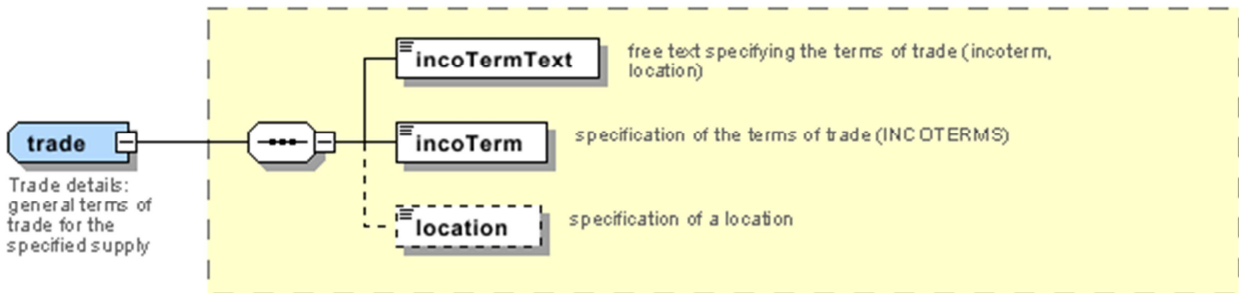 incoTermText
free text specifying the terms of trade (incoterm,
location)
trade
incoTerm
specification of the terms of trade (INCOTERMS)
Trade details:
general terms of
trade for the
specified supply
location
specification of a location